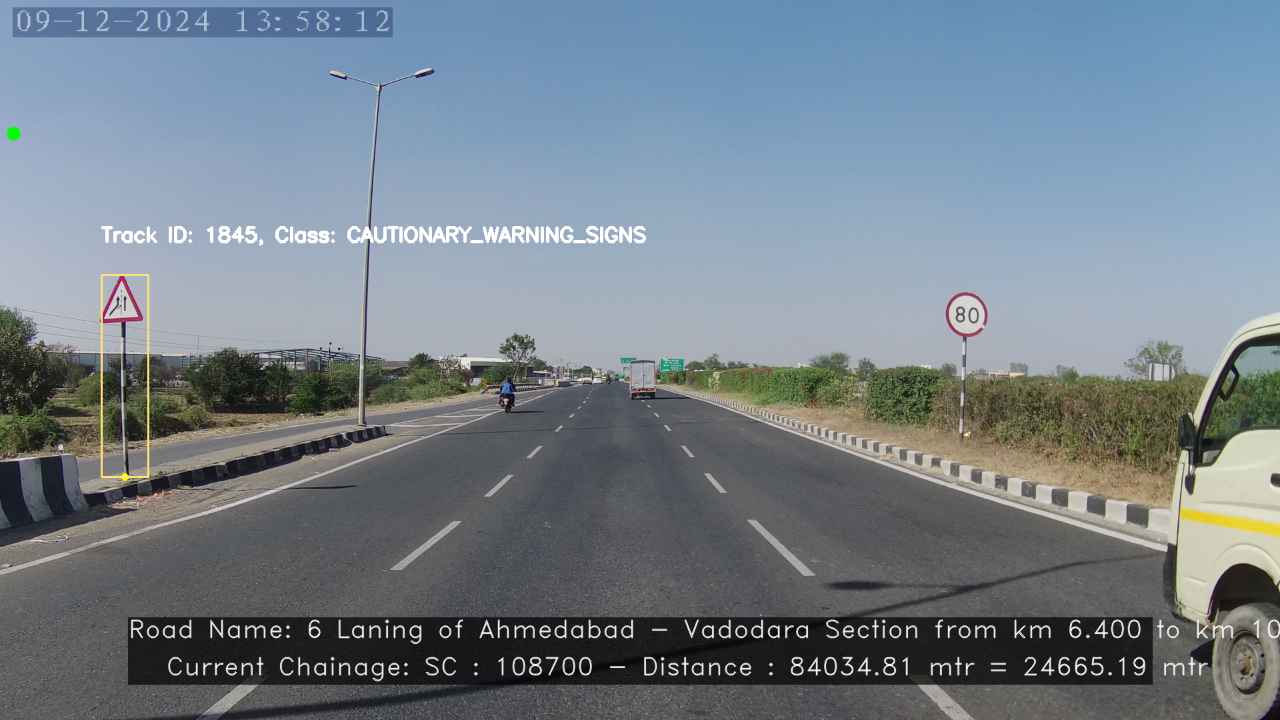 09-12-2024 13:58:12
Track ID: 1845, Class: CAUTIONARY_WARNING_SIGNS
80
Road Name: 6 Laning of Ahmedabad - Vadodara Section from km 6.400 to km 10
Current Chainage: SC : 108700 - Distance : 84034.81 mtr = 24665.19 mtr